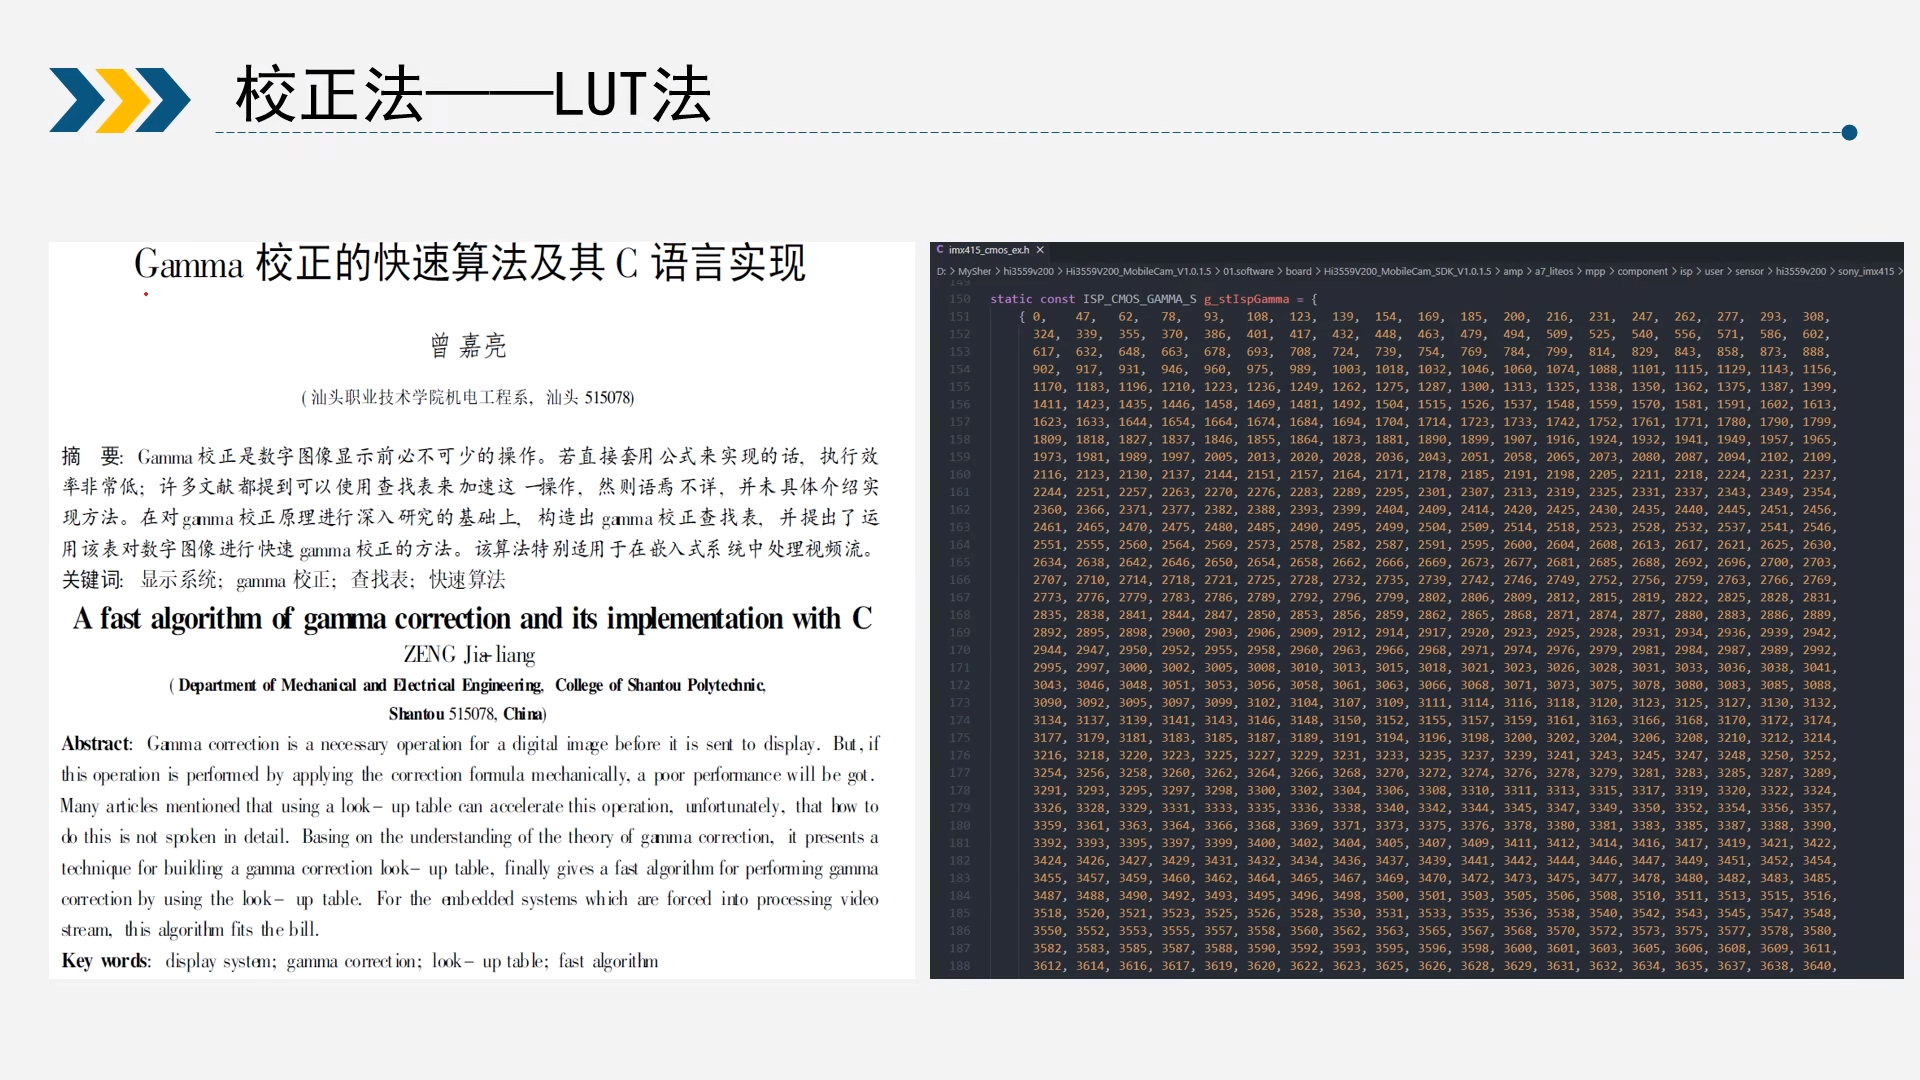 校正法——LUT法
Gamma 校正的快速算法及其 C 语言实现
曾 嘉亮
( 汕头职业技术学院机电工程系, 汕头 515078)
摘 要: Gamma 校正是数字图像显示前必不可少的操作。若直接套用公式来实现的话, 执行效
率非常低; 许多文献都提到可以使用查找表来加速这一操作, 然则语焉不详, 并未具体介绍实
现方法。在对gamma 校正原理进行深入研究的基础上, 构造出 gamma 校正查找表, 并提出了运
用该表对数字图像进行快速 gamma 校正的方法。该算法特别适用于在嵌入式系统中处理视频流。
关键词: 显示系统; gamma 校正; 查找表; 快速算法
A fast algorithm of gamma correction and its implementation with C
ZENG Jia-liang
( Department of Mechanical and Electrical Engineering, College of Shantou Polytechnic,
Shantou 515078, China)
Abstract: Gamma correction is a necessary operation for a digital image before it is sent to display. But, if
this operation is performed by applying the correction formula mechanically, a poor performance will be got.
Many articles mentioned that using a look- up table can accelerate this operation, unfortunately, that how to
do this is not spoken in detail. Basing on the understanding of the theory of gamma correction, it presents a
technique for building a gamma correction look- up table, finally gives a fast algorithm for performing gamma
correction by using the look- up table. For the embedded systems which are forced into processing video
stream, this algorithm fits the bill.
Key words: display system; gamma correction; look- up table; fast algorithm
C imx415_cmos_ex.h ×
D: > MySher > hi3559v200 > Hi3559V200_MobileCam_V1.0.1.5 > 01.software > board > Hi3559V200_MobileCam_SDK_V1.0.1.5 > amp > a7_liteos > mpp > component > isp > user > sensor > hi3559v200 > sony_imx415 >
149
150 static const ISP_CMOS_GAMMA_S g_stIspGamma = {
151 { 0, 47, 62, 78, 93, 108, 123, 139, 154, 169, 185, 200, 216, 231, 247, 262, 277, 293, 308,
152 324, 339, 355, 370, 386, 401, 417, 432, 448, 463, 479, 494, 509, 525, 540, 556, 571, 586, 602,
153 617, 632, 648, 663, 678, 693, 708, 724, 739, 754, 769, 784, 799, 814, 829, 843, 858, 873, 888,
154 902, 917, 931, 946, 960, 975, 989, 1003, 1018, 1032, 1046, 1060, 1074, 1088, 1101, 1115, 1129, 1143, 1156,
155 1170, 1183, 1196, 1210, 1223, 1236, 1249, 1262, 1275, 1287, 1300, 1313, 1325, 1338, 1350, 1362, 1375, 1387, 1399,
156 1411, 1423, 1435, 1446, 1458, 1469, 1481, 1492, 1504, 1515, 1526, 1537, 1548, 1559, 1570, 1581, 1591, 1602, 1613,
157 1623, 1633, 1644, 1654, 1664, 1674, 1684, 1694, 1704, 1714, 1723, 1733, 1742, 1752, 1761, 1771, 1780, 1790, 1799,
158 1809, 1818, 1827, 1837, 1846, 1855, 1864, 1873, 1881, 1890, 1899, 1907, 1916, 1924, 1932, 1941, 1949, 1957, 1965,
159 1973, 1981, 1989, 1997, 2005, 2013, 2020, 2028, 2036, 2043, 2051, 2058, 2065, 2073, 2080, 2087, 2094, 2102, 2109,
160 2116, 2123, 2130, 2137, 2144, 2151, 2157, 2164, 2171, 2178, 2185, 2191, 2198, 2205, 2211, 2218, 2224, 2231, 2237,
161 2244, 2251, 2257, 2263, 2270, 2276, 2283, 2289, 2295, 2301, 2307, 2313, 2319, 2325, 2331, 2337, 2343, 2349, 2354,
162 2360, 2366, 2371, 2377, 2382, 2388, 2393, 2399, 2404, 2409, 2414, 2420, 2425, 2430, 2435, 2440, 2445, 2451, 2456,
163 2461, 2465, 2470, 2475, 2480, 2485, 2490, 2495, 2499, 2504, 2509, 2514, 2518, 2523, 2528, 2532, 2537, 2541, 2546,
164 2551, 2555, 2560, 2564, 2569, 2573, 2578, 2582, 2587, 2591, 2595, 2600, 2604, 2608, 2613, 2617, 2621, 2625, 2630,
165 2634, 2638, 2642, 2646, 2650, 2654, 2658, 2662, 2666, 2669, 2673, 2677, 2681, 2685, 2688, 2692, 2696, 2700, 2703,
166 2707, 2710, 2714, 2718, 2721, 2725, 2728, 2732, 2735, 2739, 2742, 2746, 2749, 2752, 2756, 2759, 2763, 2766, 2769,
167 2773, 2776, 2779, 2783, 2786, 2789, 2792, 2796, 2799, 2802, 2806, 2809, 2812, 2815, 2819, 2822, 2825, 2828, 2831,
168 2835, 2838, 2841, 2844, 2847, 2850, 2853, 2856, 2859, 2862, 2865, 2868, 2871, 2874, 2877, 2880, 2883, 2886, 2889,
169 2892, 2895, 2898, 2900, 2903, 2906, 2909, 2912, 2914, 2917, 2920, 2923, 2925, 2928, 2931, 2934, 2936, 2939, 2942,
170 2944, 2947, 2950, 2952, 2955, 2958, 2960, 2963, 2966, 2968, 2971, 2974, 2976, 2979, 2981, 2984, 2987, 2989, 2992,
171 2995, 2997, 3000, 3002, 3005, 3008, 3010, 3013, 3015, 3018, 3021, 3023, 3026, 3028, 3031, 3033, 3036, 3038, 3041,
172 3043, 3046, 3048, 3051, 3053, 3056, 3058, 3061, 3063, 3066, 3068, 3071, 3073, 3075, 3078, 3080, 3083, 3085, 3088,
173 3090, 3092, 3095, 3097, 3099, 3102, 3104, 3107, 3109, 3111, 3114, 3116, 3118, 3120, 3123, 3125, 3127, 3130, 3132,
174 3134, 3137, 3139, 3141, 3143, 3146, 3148, 3150, 3152, 3155, 3157, 3159, 3161, 3163, 3166, 3168, 3170, 3172, 3174,
175 3177, 3179, 3181, 3183, 3185, 3187, 3189, 3191, 3194, 3196, 3198, 3200, 3202, 3204, 3206, 3208, 3210, 3212, 3214,
176 3216, 3218, 3220, 3223, 3225, 3227, 3229, 3231, 3233, 3235, 3237, 3239, 3241, 3243, 3245, 3247, 3248, 3250, 3252,
177 3254, 3256, 3258, 3260, 3262, 3264, 3266, 3268, 3270, 3272, 3274, 3276, 3278, 3279, 3281, 3283, 3285, 3287, 3289,
178 3291, 3293, 3295, 3297, 3298, 3300, 3302, 3304, 3306, 3308, 3310, 3311, 3313, 3315, 3317, 3319, 3320, 3322, 3324,
179 3326, 3328, 3329, 3331, 3333, 3335, 3336, 3338, 3340, 3342, 3344, 3345, 3347, 3349, 3350, 3352, 3354, 3356, 3357,
180 3359, 3361, 3363, 3364, 3366, 3368, 3369, 3371, 3373, 3375, 3376, 3378, 3380, 3381, 3383, 3385, 3387, 3388, 3390,
181 3392, 3393, 3395, 3397, 3399, 3400, 3402, 3404, 3405, 3407, 3409, 3411, 3412, 3414, 3416, 3417, 3419, 3421, 3422,
182 3424, 3426, 3427, 3429, 3431, 3432, 3434, 3436, 3437, 3439, 3441, 3442, 3444, 3446, 3447, 3449, 3451, 3452, 3454,
183 3455, 3457, 3459, 3460, 3462, 3464, 3465, 3467, 3469, 3470, 3472, 3473, 3475, 3477, 3478, 3480, 3482, 3483, 3485,
184 3487, 3488, 3490, 3492, 3493, 3495, 3496, 3498, 3500, 3501, 3503, 3505, 3506, 3508, 3510, 3511, 3513, 3515, 3516,
185 3518, 3520, 3521, 3523, 3525, 3526, 3528, 3530, 3531, 3533, 3535, 3536, 3538, 3540, 3542, 3543, 3545, 3547, 3548,
186 3550, 3552, 3553, 3555, 3557, 3558, 3560, 3562, 3563, 3565, 3567, 3568, 3570, 3572, 3573, 3575, 3577, 3578, 3580,
187 3582, 3583, 3585, 3587, 3588, 3590, 3592, 3593, 3595, 3596, 3598, 3600, 3601, 3603, 3605, 3606, 3608, 3609, 3611,
188 3612, 3614, 3616, 3617, 3619, 3620, 3622, 3623, 3625, 3626, 3628, 3629, 3631, 3632, 3634, 3635, 3637, 3638, 3640,